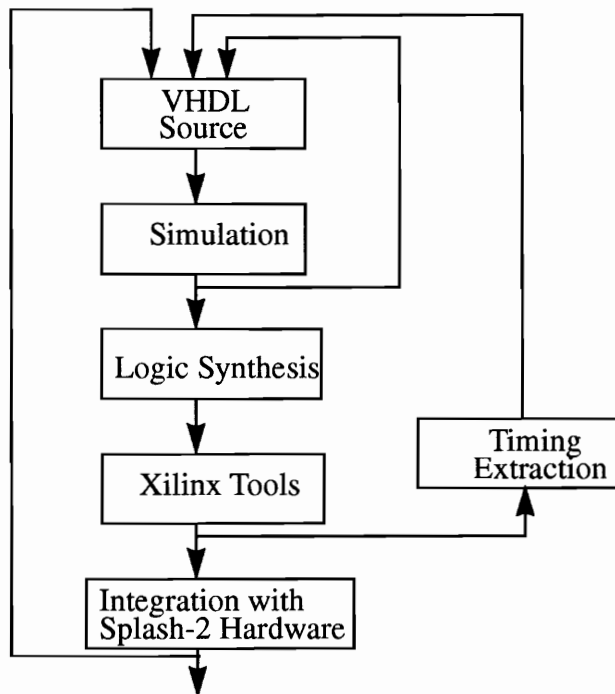 VHDL
Source
Simulation
Logic Synthesis
Xilinx Tools
Timing
Extraction
Integration with
Splash-2 Hardware